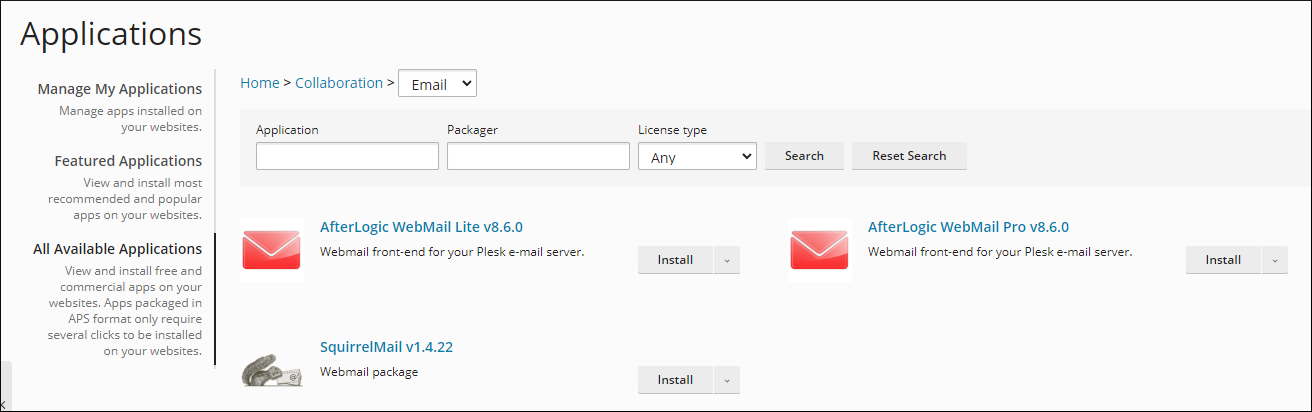 Applications
Manage My Applications
Manage apps installed on
your websites.
Featured Applications
View and install most
recommended and popular
apps on your websites.
All Available Applications
View and install free and
commercial apps on your
websites. Apps packaged in
APS format only require
several clicks to be installed
on your websites.
Home > Collaboration > Email
Application Packager License type
Any Search Reset Search
AfterLogic WebMail Lite v8.6.0
Webmail front-end for your Plesk e-mail server.
Install
AfterLogic WebMail Pro v8.6.0
Webmail front-end for your Plesk e-mail server.
Install
SquirrelMail v1.4.22
Webmail package
Install